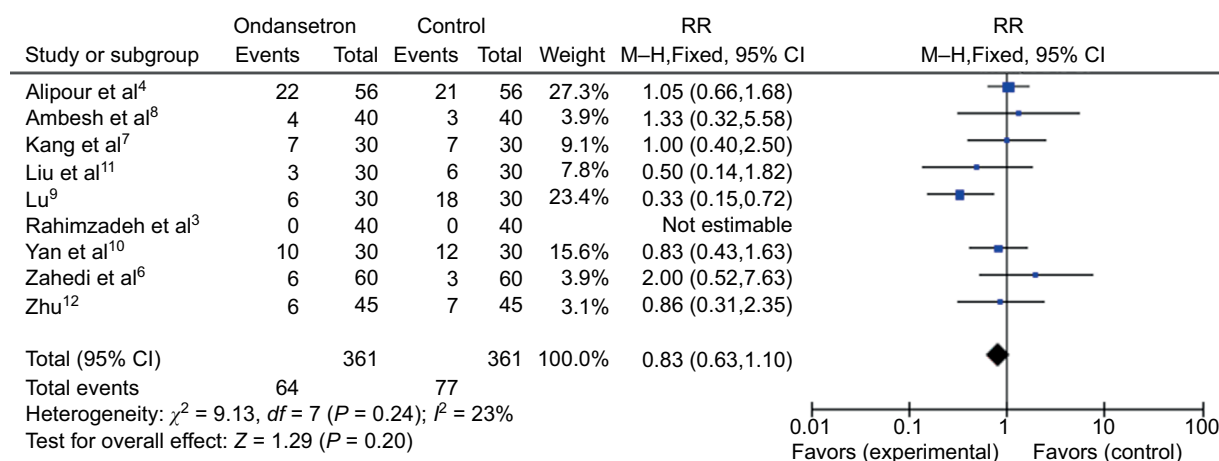 Ondansetron Control RR RR
Study or subgroup Events Total Events Total Weight M–H,Fixed, 95% CI M–H,Fixed, 95% CI
Alipour et al⁴ 22 56 21 56 27.3% 1.05 (0.66,1.68)
Ambesh et al⁸ 4 40 3 40 3.9% 1.33 (0.32,5.58)
Kang et al⁷ 7 30 7 30 9.1% 1.00 (0.40,2.50)
Liu et al¹¹ 3 30 6 30 7.8% 0.50 (0.14,1.82)
Lu⁹ 6 30 18 30 23.4% 0.33 (0.15,0.72)
Rahimzadeh et al³ 0 40 0 40 Not estimable
Yan et al¹⁰ 10 30 12 30 15.6% 0.83 (0.43,1.63)
Zahedi et al⁶ 6 60 3 60 3.9% 2.00 (0.52,7.63)
Zhu¹² 6 45 7 45 3.1% 0.86 (0.31,2.35)
Total (95% CI) 361 361 100.0% 0.83 (0.63,1.10)
Total events 64 77
Heterogeneity: χ² = 9.13, df = 7 (P = 0.24); I² = 23%
Test for overall effect: Z = 1.29 (P = 0.20)
0.01 0.1 1 10 100
Favors (experimental) Favors (control)